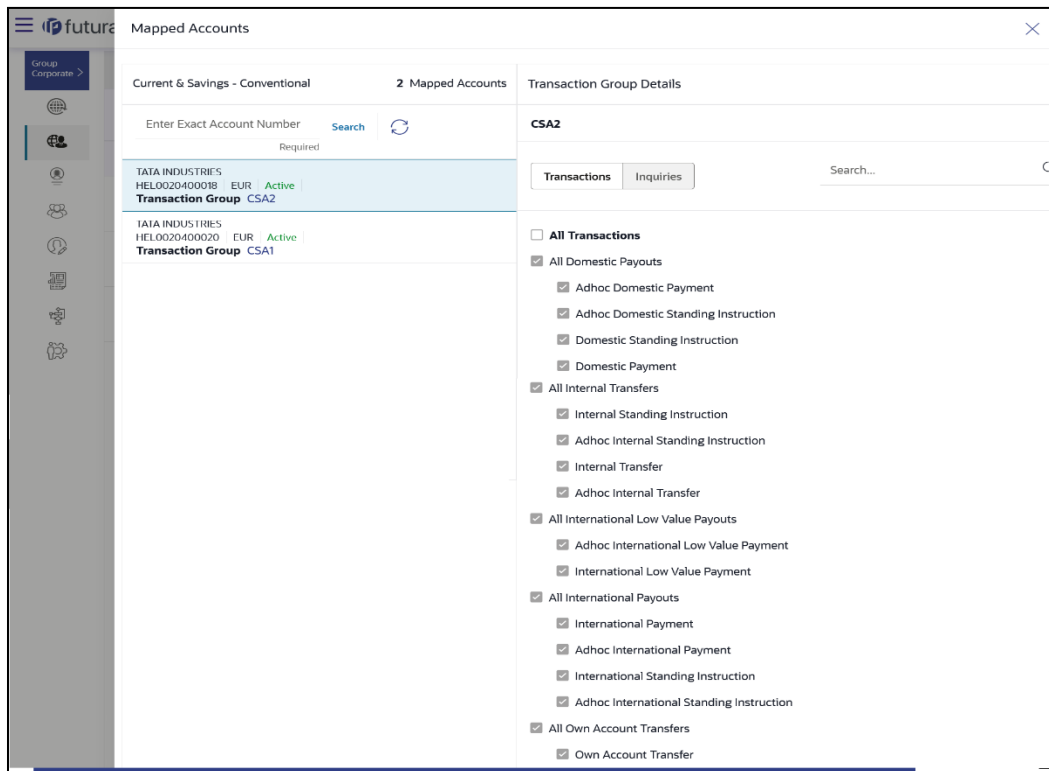 futura
Mapped Accounts
Group
Corporate >
Current & Savings - Conventional 2 Mapped Accounts
Enter Exact Account Number Search
Required
TATA INDUSTRIES
HEL0020400018 EUR Active
Transaction Group CSA2
TATA INDUSTRIES
HEL0020400020 EUR Active
Transaction Group CSA1
Transaction Group Details
CSA2
Transactions Inquiries Search...
All Transactions
All Domestic Payouts
Adhoc Domestic Payment
Adhoc Domestic Standing Instruction
Domestic Standing Instruction
Domestic Payment
All Internal Transfers
Internal Standing Instruction
Adhoc Internal Standing Instruction
Internal Transfer
Adhoc Internal Transfer
All International Low Value Payouts
Adhoc International Low Value Payment
International Low Value Payment
All International Payouts
International Payment
Adhoc International Payment
International Standing Instruction
Adhoc International Standing Instruction
All Own Account Transfers
Own Account Transfer